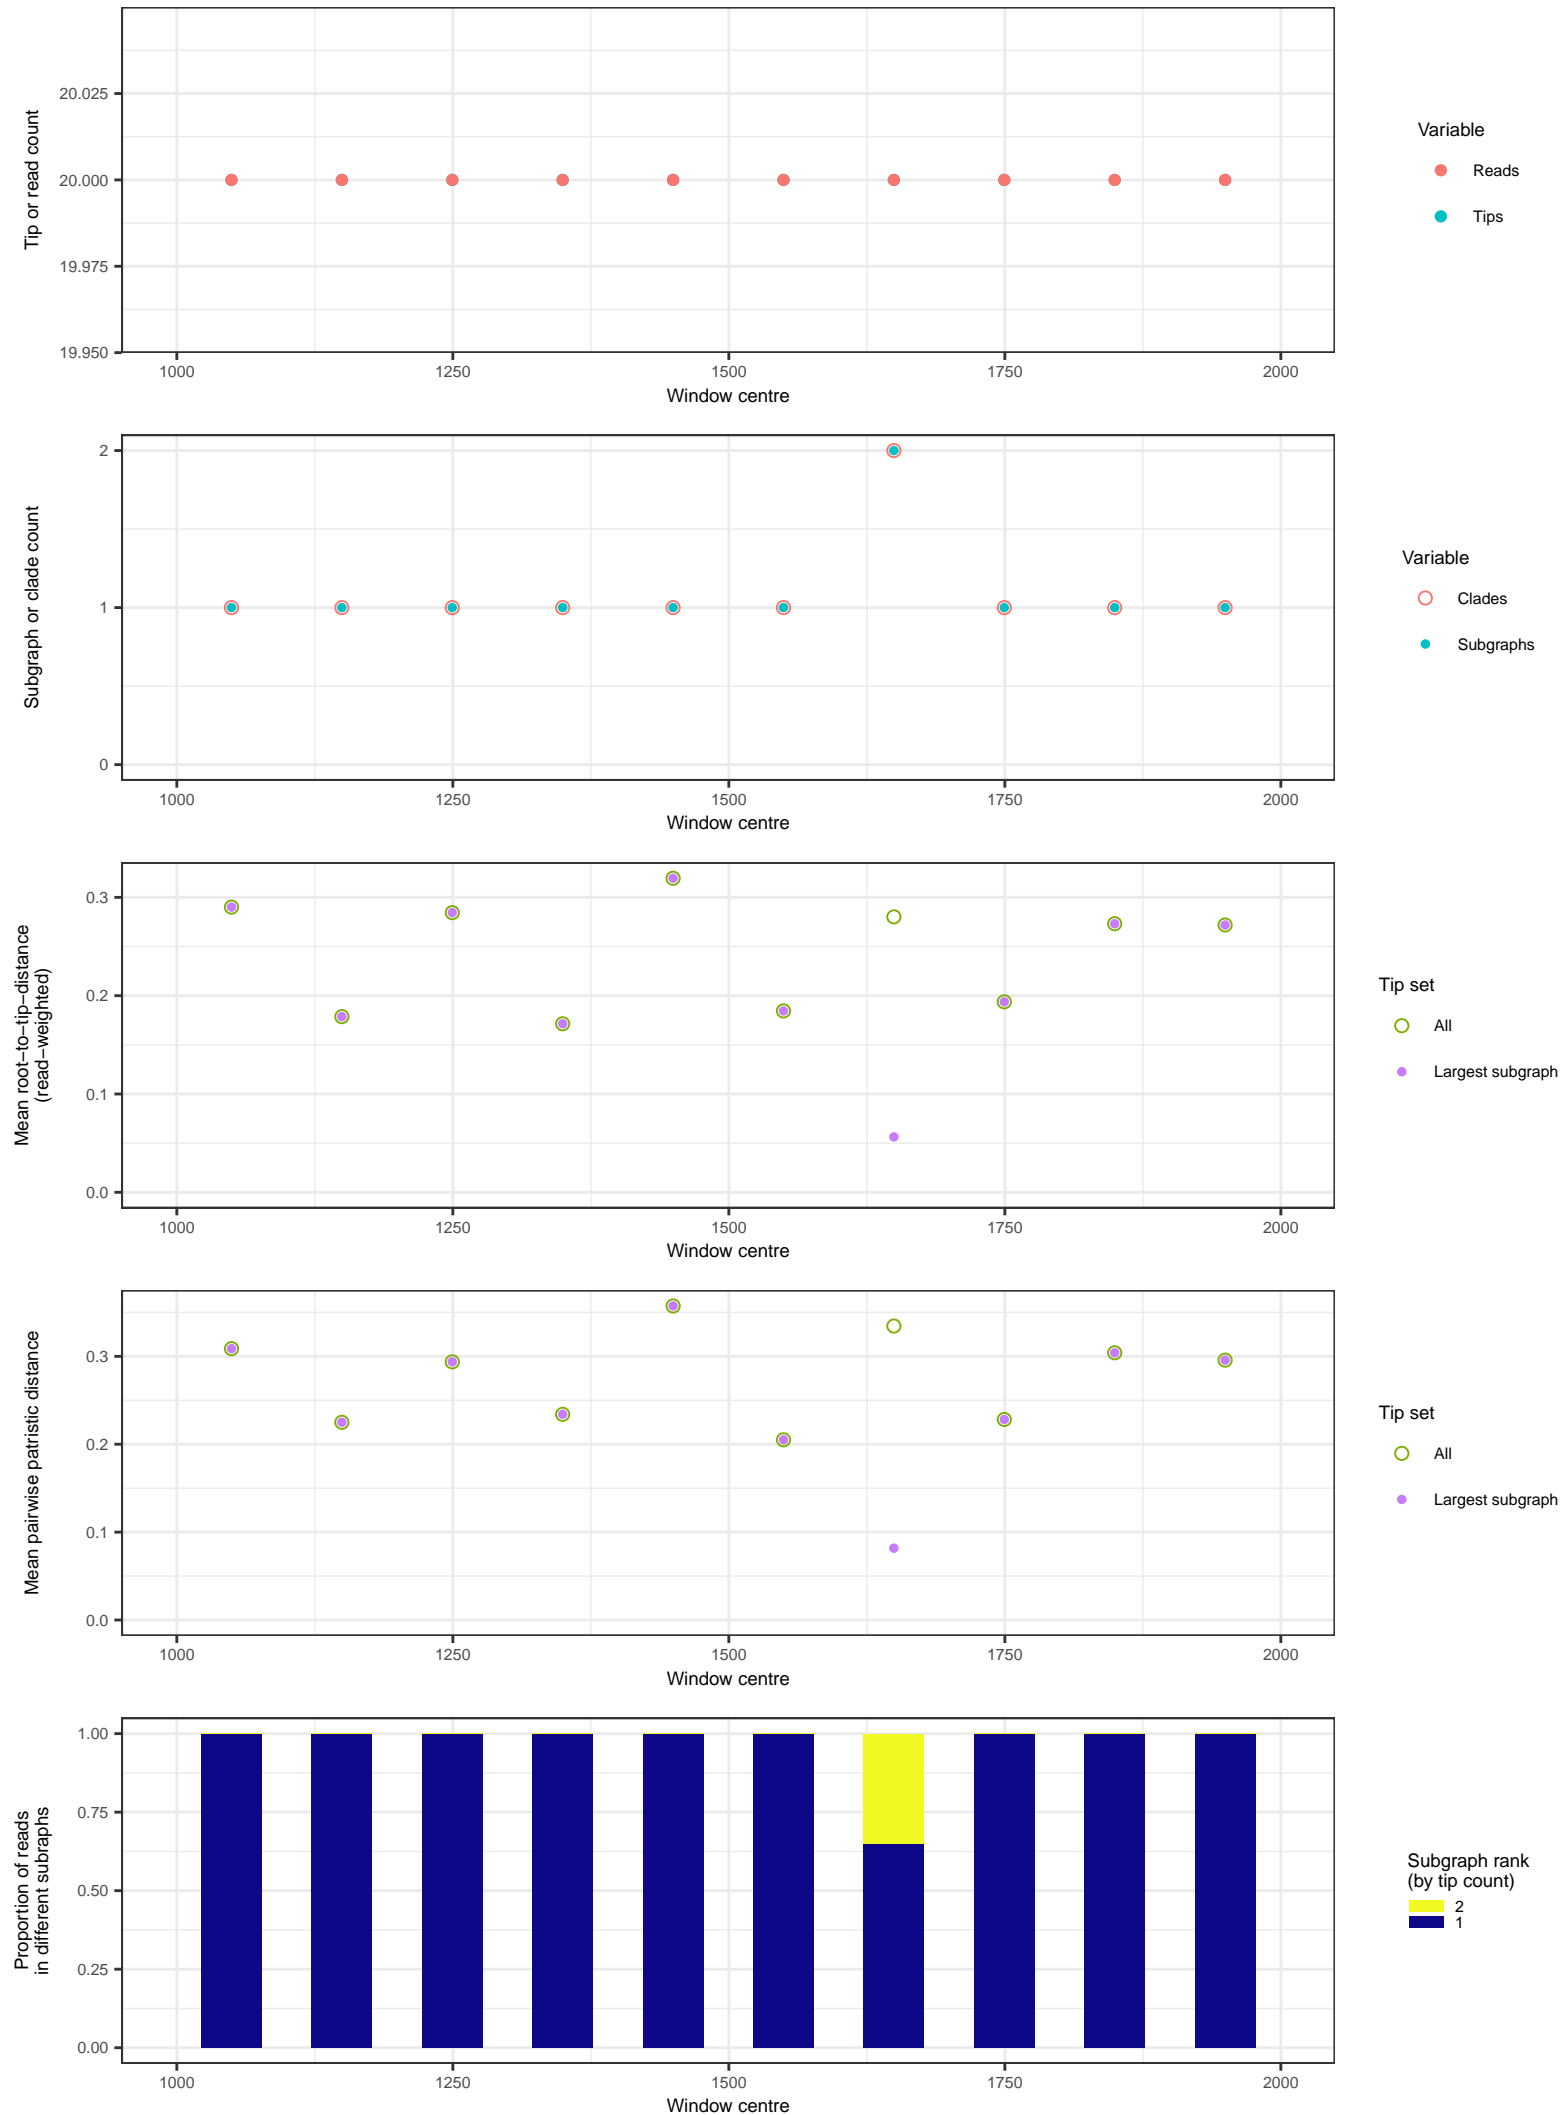 Tip or read count
20.025
20.000
19.975
19.950
1000 1250 1500 1750 2000
Window centre
Variable
Reads
Tips
Subgraph or clade count
2
1
0
1000 1250 1500 1750 2000
Window centre
Variable
Clades
Subgraphs
Mean root−to−tip−distance
(read−weighted)
0.3
0.2
0.1
0.0
1000 1250 1500 1750 2000
Window centre
Tip set
All
Largest subgraph
Mean pairwise patristic distance
0.3
0.2
0.1
0.0
1000 1250 1500 1750 2000
Window centre
Tip set
All
Largest subgraph
Proportion of reads
in different subraphs
1.00
0.75
0.50
0.25
0.00
1000 1250 1500 1750 2000
Window centre
Subgraph rank
(by tip count)
2
1